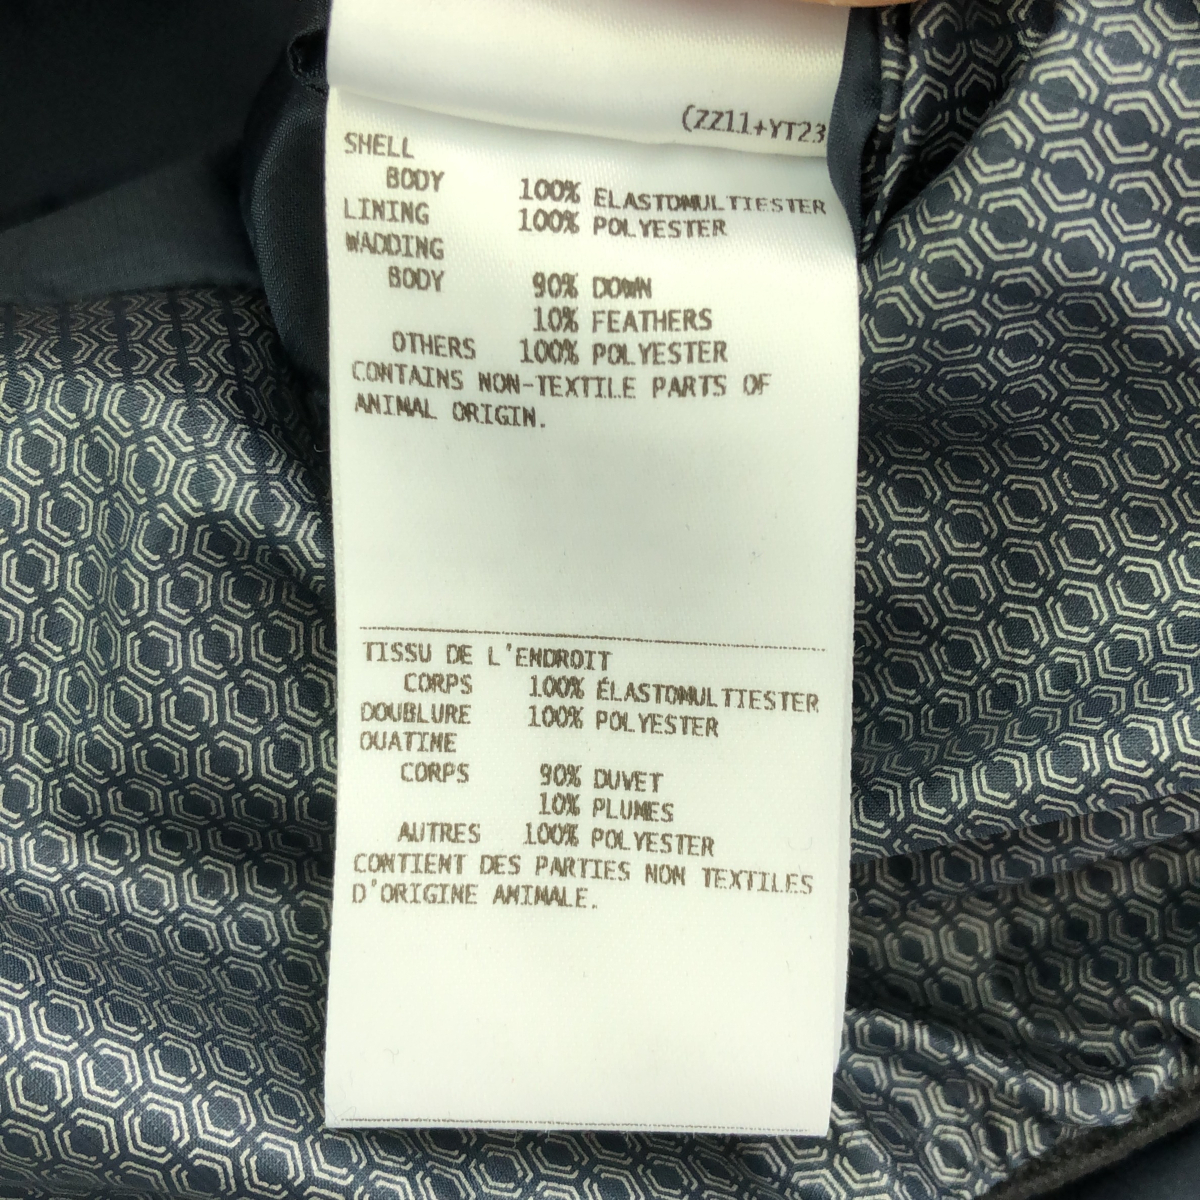 (ZZ11+YT23
SHELL
BODY 100% ELASTOMULTIESTER
LINING 100% POLYESTER
WADDING
BODY 90% DOWN
10% FEATHERS
OTHERS 100% POLYESTER
CONTAINS NON-TEXTILE PARTS OF
ANIMAL ORIGIN.
TISSU DE L'ENDROIT
CORPS 100% ÉLASTOMULTIESTER
DOUBLURE 100% POLYESTER
OUATINE
CORPS 90% DUVET
10% PLUMES
AUTRES 100% POLYESTER
CONTIENT DES PARTIES NON TEXTILES
D'ORIGINE ANIMALE.